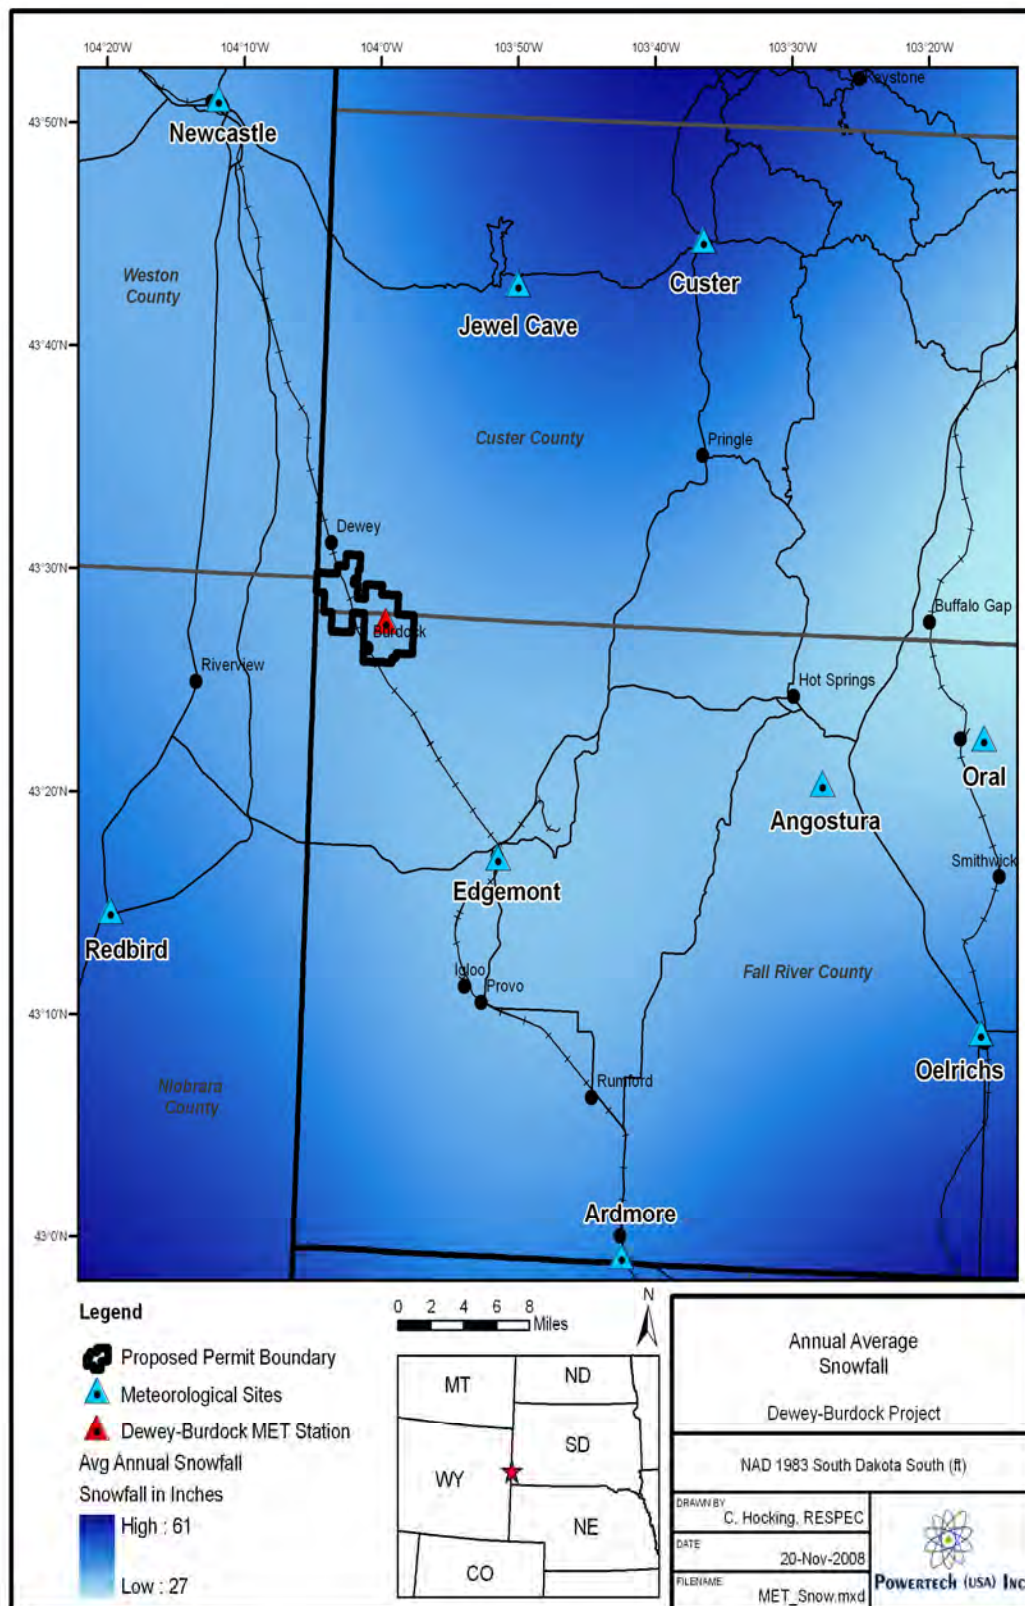 104°20'W 104°10'W 104°0'W 103°50'W 103°40'W 103°30'W 103°20'W
Keystone
43°50'N
Newcastle
Weston
County
Custer
Jewel Cave
43°40'N
Custer County
Pringle
Dewey
43°30'N
Buffalo Gap
Burdock
Riverview
Hot Springs
Oral
43°20'N
Angostura
Smithwick
Edgemont
Redbird
Igloo
Provo
Fall River County
43°10'N
Oelrichs
Niobrara
County
Rumford
Ardmore
43°0'N
Legend
Proposed Permit Boundary
Meteorological Sites
Dewey-Burdock MET Station
Avg Annual Snowfall
Snowfall in Inches
High : 61
Low : 27
0 2 4 6 8
Miles
N
MT
ND
SD
WY
NE
CO
Annual Average
Snowfall
Dewey-Burdock Project
NAD 1983 South Dakota South (ft)
DRAWN BY
C. Hocking, RESPEC
DATE
20-Nov-2008
FILENAME
MET_Snow.mxd
POWERTECH (USA) INC